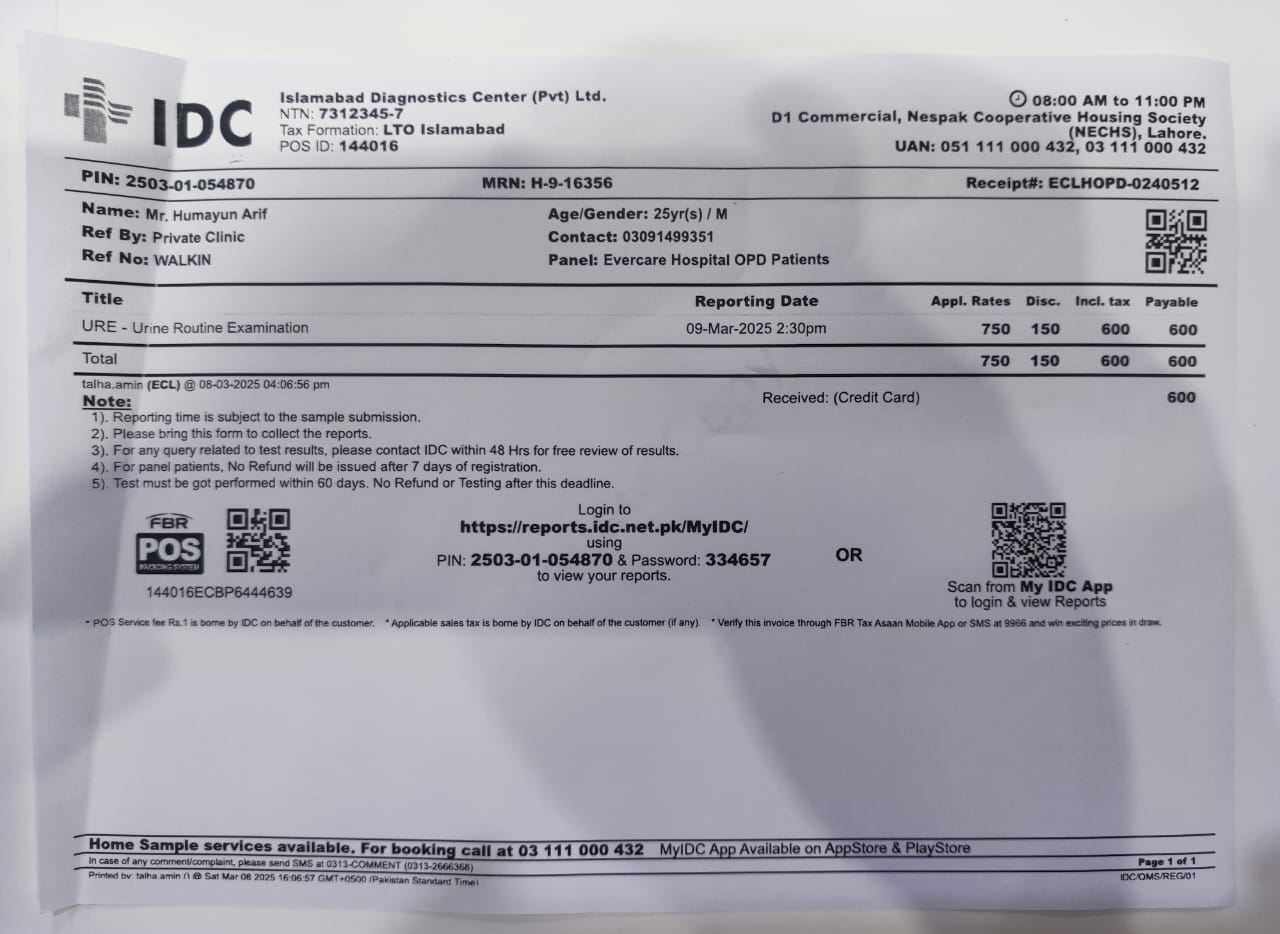 IDC
Islamabad Diagnostics Center (Pvt) Ltd.
NTN: 7312345-7
Tax Formation: LTO Islamabad
POS ID: 144016
08:00 AM to 11:00 PM
D1 Commercial, Nespak Cooperative Housing Society
(NECHS), Lahore.
UAN: 051 111 000 432, 03 111 000 432
PIN: 2503-01-054870 MRN: H-9-16356 Receipt#: ECLHOPD-0240512
Name: Mr. Humayun Arif Age/Gender: 25yr(s) / M
Ref By: Private Clinic Contact: 03091499351
Ref No: WALKIN Panel: Evercare Hospital OPD Patients
Title Reporting Date Appl. Rates Disc. Incl. tax Payable
URE - Urine Routine Examination 09-Mar-2025 2:30pm 750 150 600 600
Total 750 150 600 600
talha.amin (ECL) @ 08-03-2025 04:06:56 pm
Received: (Credit Card) 600
Note:
1). Reporting time is subject to the sample submission.
2). Please bring this form to collect the reports.
3). For any query related to test results, please contact IDC within 48 Hrs for free review of results.
4). For panel patients, No Refund will be issued after 7 days of registration.
5). Test must be got performed within 60 days. No Refund or Testing after this deadline.
FBR
POS
INVOICING SYSTEM
144016ECBP6444639
Login to
https://reports.idc.net.pk/MyIDC/
using
PIN: 2503-01-054870 & Password: 334657
to view your reports.
OR
Scan from My IDC App
to login & view Reports
* POS Service fee Rs.1 is borne by IDC on behalf of the customer. * Applicable sales tax is borne by IDC on behalf of the customer (if any). * Verify this invoice through FBR Tax Asaan Mobile App or SMS at 9966 and win exciting prices in draw.
Home Sample services available. For booking call at 03 111 000 432 MyIDC App Available on AppStore & PlayStore
In case of any comment/complaint, please send SMS at 0313-COMMENT (0313-2666368)
Page 1 of 1
Printed by: talha.amin () @ Sat Mar 08 2025 16:06:57 GMT+0500 (Pakistan Standard Time)
IDC/OMS/REG/01